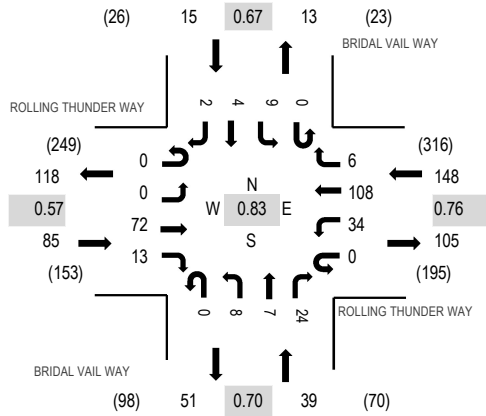 (26) 15 0.67 13 (23)
BRIDAL VAIL WAY
ROLLING THUNDER WAY
2 4 9 0
(249) (316)
118 0 6 148
0 N 108
0.57 W 0.83 E 0.76
72 S 34
85 13 0 105
(153) (195)
0 8 7 24
ROLLING THUNDER WAY
BRIDAL VAIL WAY
(98) 51 0.70 39 (70)